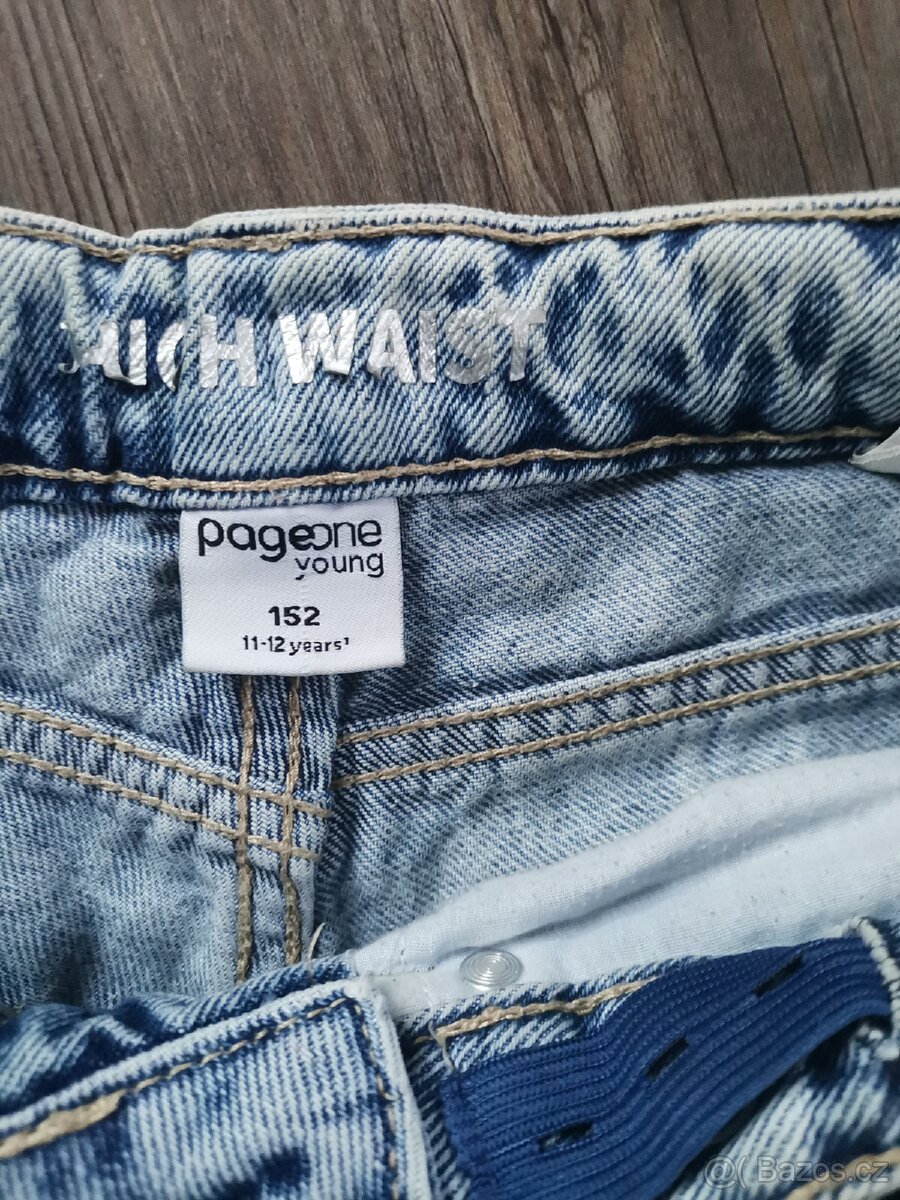 HIGH WAIST
pageone
young
152
11-12 years¹
@( Bazos.cz